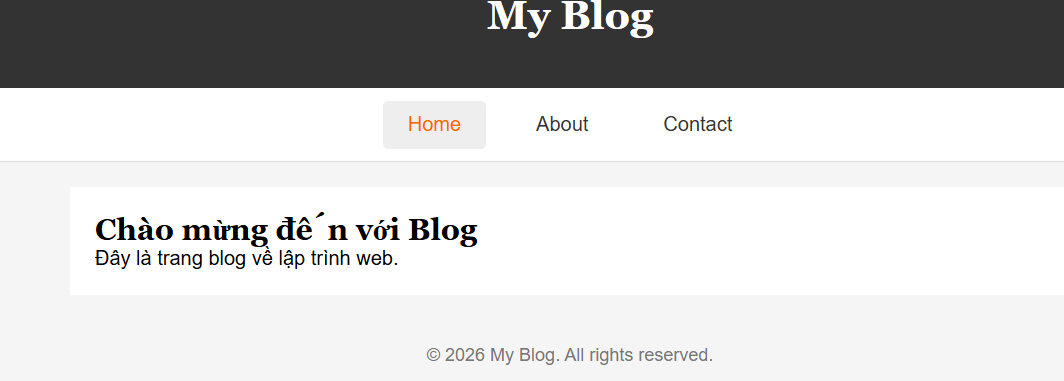 My Blog
Home About Contact
Chào mừng đến với Blog
Đây là trang blog về lập trình web.
© 2026 My Blog. All rights reserved.